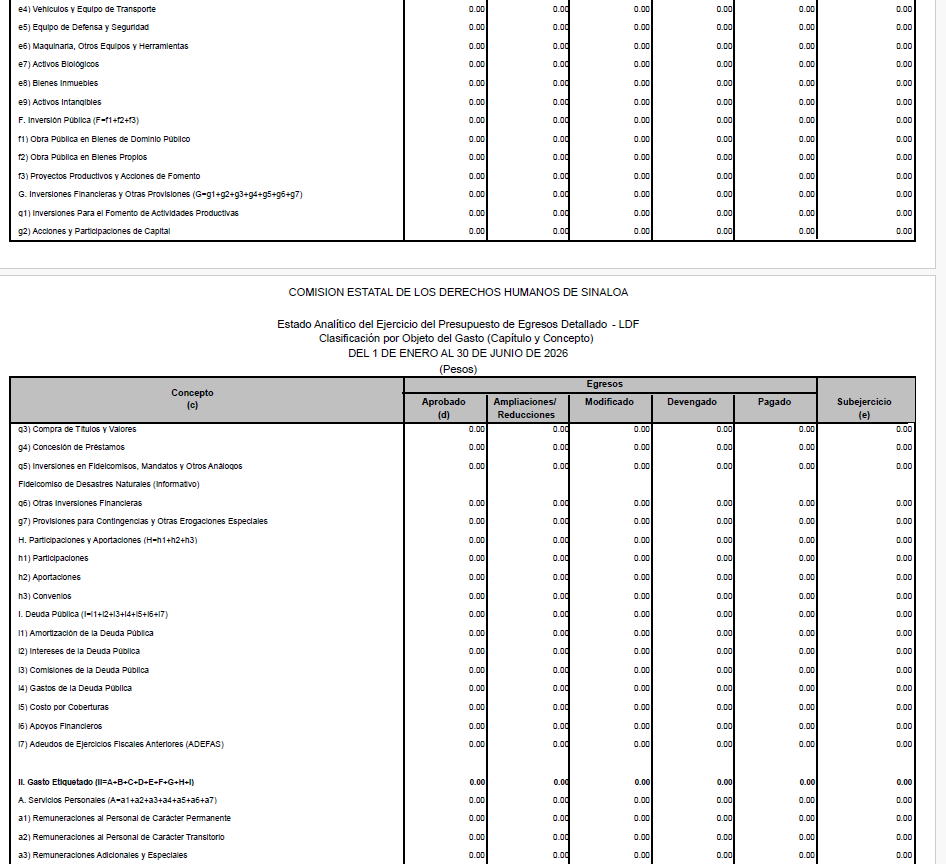 e4) Vehículos y Equipo de Transporte 0.00 0.00 0.00 0.00 0.00 0.00
e5) Equipo de Defensa y Seguridad 0.00 0.00 0.00 0.00 0.00 0.00
e6) Maquinaria, Otros Equipos y Herramientas 0.00 0.00 0.00 0.00 0.00 0.00
e7) Activos Biológicos 0.00 0.00 0.00 0.00 0.00 0.00
e8) Bienes Inmuebles 0.00 0.00 0.00 0.00 0.00 0.00
e9) Activos Intangibles 0.00 0.00 0.00 0.00 0.00 0.00
F. Inversión Pública (F=f1+f2+f3) 0.00 0.00 0.00 0.00 0.00 0.00
f1) Obra Pública en Bienes de Dominio Público 0.00 0.00 0.00 0.00 0.00 0.00
f2) Obra Pública en Bienes Propios 0.00 0.00 0.00 0.00 0.00 0.00
f3) Proyectos Productivos y Acciones de Fomento 0.00 0.00 0.00 0.00 0.00 0.00
G. Inversiones Financieras y Otras Provisiones (G=g1+g2+g3+g4+g5+g6+g7) 0.00 0.00 0.00 0.00 0.00 0.00
g1) Inversiones Para el Fomento de Actividades Productivas 0.00 0.00 0.00 0.00 0.00 0.00
g2) Acciones y Participaciones de Capital 0.00 0.00 0.00 0.00 0.00 0.00
COMISION ESTATAL DE LOS DERECHOS HUMANOS DE SINALOA
Estado Analítico del Ejercicio del Presupuesto de Egresos Detallado - LDF
Clasificación por Objeto del Gasto (Capítulo y Concepto)
DEL 1 DE ENERO AL 30 DE JUNIO DE 2026
(Pesos)
Egresos
Concepto
(c)
Aprobado
(d)
Ampliaciones/
Reducciones
Modificado
Devengado
Pagado
Subejercicio
(e)
g3) Compra de Títulos y Valores 0.00 0.00 0.00 0.00 0.00 0.00
g4) Concesión de Préstamos 0.00 0.00 0.00 0.00 0.00 0.00
g5) Inversiones en Fideicomisos, Mandatos y Otros Análogos 0.00 0.00 0.00 0.00 0.00 0.00
Fideicomiso de Desastres Naturales (Informativo)
g6) Otras Inversiones Financieras 0.00 0.00 0.00 0.00 0.00 0.00
g7) Provisiones para Contingencias y Otras Erogaciones Especiales 0.00 0.00 0.00 0.00 0.00 0.00
H. Participaciones y Aportaciones (H=h1+h2+h3) 0.00 0.00 0.00 0.00 0.00 0.00
h1) Participaciones 0.00 0.00 0.00 0.00 0.00 0.00
h2) Aportaciones 0.00 0.00 0.00 0.00 0.00 0.00
h3) Convenios 0.00 0.00 0.00 0.00 0.00 0.00
I. Deuda Pública (I=i1+i2+i3+i4+i5+i6+i7) 0.00 0.00 0.00 0.00 0.00 0.00
i1) Amortización de la Deuda Pública 0.00 0.00 0.00 0.00 0.00 0.00
i2) Intereses de la Deuda Pública 0.00 0.00 0.00 0.00 0.00 0.00
i3) Comisiones de la Deuda Pública 0.00 0.00 0.00 0.00 0.00 0.00
i4) Gastos de la Deuda Pública 0.00 0.00 0.00 0.00 0.00 0.00
i5) Costo por Coberturas 0.00 0.00 0.00 0.00 0.00 0.00
i6) Apoyos Financieros 0.00 0.00 0.00 0.00 0.00 0.00
i7) Adeudos de Ejercicios Fiscales Anteriores (ADEFAS) 0.00 0.00 0.00 0.00 0.00 0.00
II. Gasto Etiquetado (II=A+B+C+D+E+F+G+H+I) 0.00 0.00 0.00 0.00 0.00 0.00
A. Servicios Personales (A=a1+a2+a3+a4+a5+a6+a7) 0.00 0.00 0.00 0.00 0.00 0.00
a1) Remuneraciones al Personal de Carácter Permanente 0.00 0.00 0.00 0.00 0.00 0.00
a2) Remuneraciones al Personal de Carácter Transitorio 0.00 0.00 0.00 0.00 0.00 0.00
a3) Remuneraciones Adicionales y Especiales 0.00 0.00 0.00 0.00 0.00 0.00